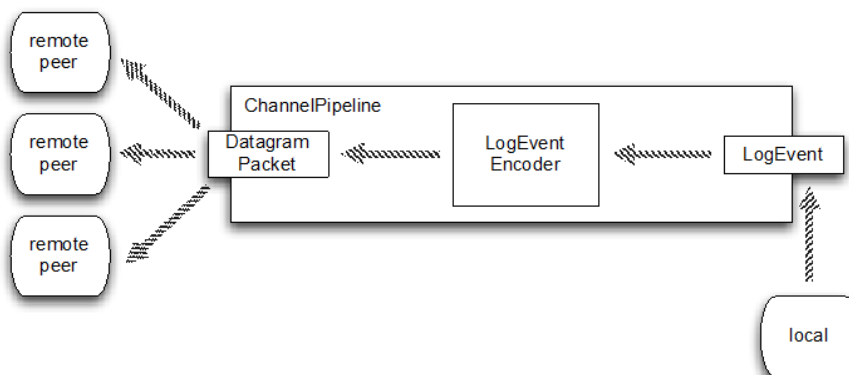 remote
peer
ChannelPipeline
remote
peer
Datagram
Packet
LogEvent
Encoder
LogEvent
remote
peer
local